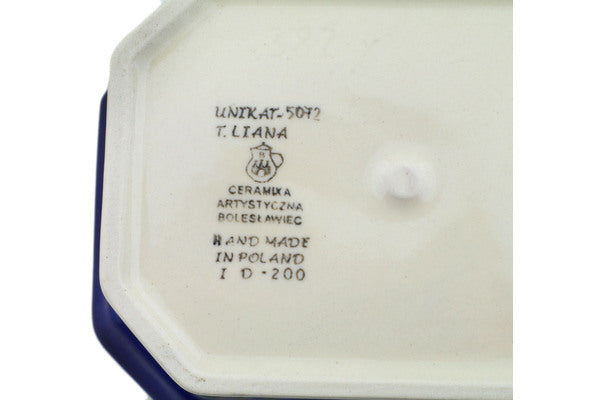 UNIKAT-5072
T. LIANA
CERAMIKA
ARTYSTYCZNA
BOLESŁAWIEC
HAND MADE
IN POLAND
I D - 200